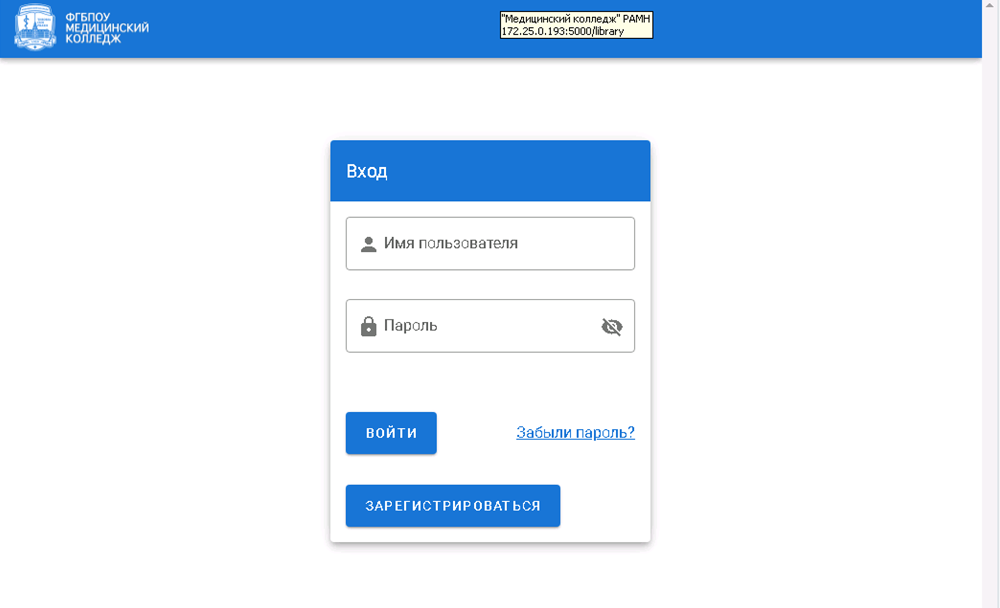 ФГБПОУ
МЕДИЦИНСКИЙ
КОЛЛЕДЖ
"Медицинский колледж" РАМН
172.25.0.193:5000/library
Вход
Имя пользователя
Пароль
ВОЙТИ
Забыли пароль?
ЗАРЕГИСТРИРОВАТЬСЯ